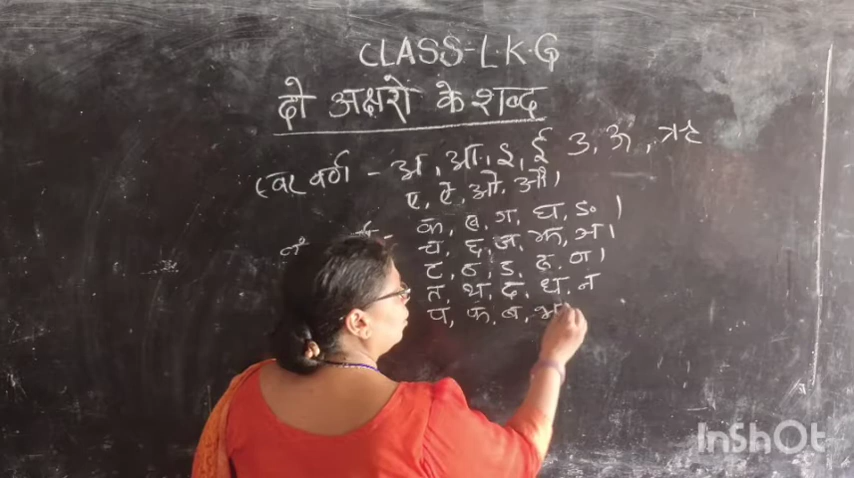 CLASS-L.K.G
दो अक्षरो के शब्द
स्वर वर्ण - अ, आ, इ, ई उ, ऊ, ऋ
ए, ऐ, ओ, औ।
क, ख, ग, घ, ङ।
च, छ, ज, झ, ञ।
ट, ठ, ड, ढ, ण।
त, थ, द, ध, न
प, फ, ब, भ
InShOt